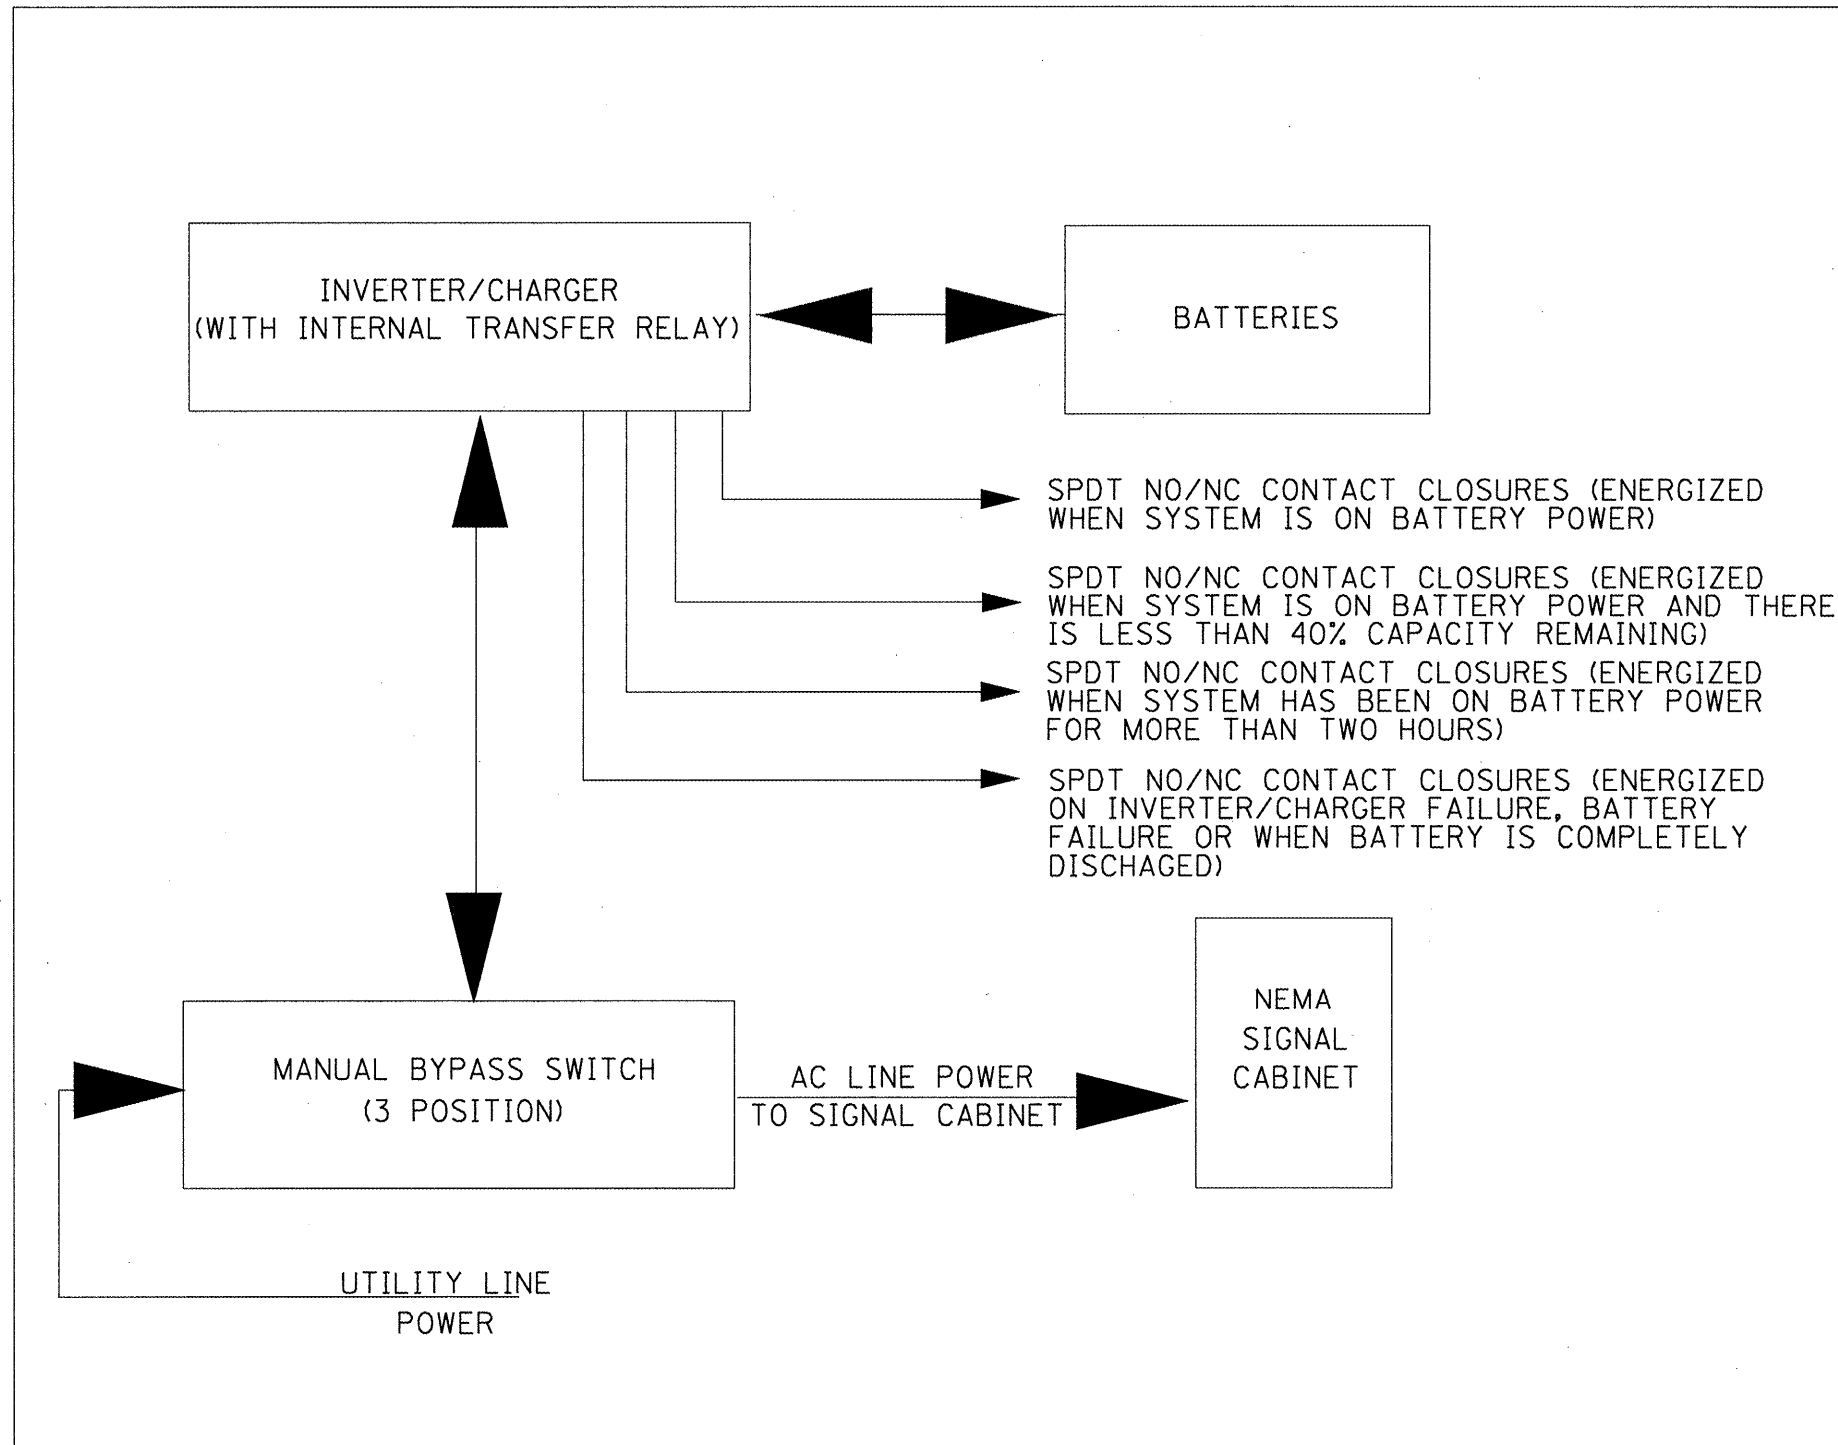 INVERTER/CHARGER
(WITH INTERNAL TRANSFER RELAY)
BATTERIES
SPDT NO/NC CONTACT CLOSURES (ENERGIZED
WHEN SYSTEM IS ON BATTERY POWER)
SPDT NO/NC CONTACT CLOSURES (ENERGIZED
WHEN SYSTEM IS ON BATTERY POWER AND THERE
IS LESS THAN 40% CAPACITY REMAINING)
SPDT NO/NC CONTACT CLOSURES (ENERGIZED
WHEN SYSTEM HAS BEEN ON BATTERY POWER
FOR MORE THAN TWO HOURS)
SPDT NO/NC CONTACT CLOSURES (ENERGIZED
ON INVERTER/CHARGER FAILURE, BATTERY
FAILURE OR WHEN BATTERY IS COMPLETELY
DISCHAGED)
NEMA
SIGNAL
CABINET
MANUAL BYPASS SWITCH
(3 POSITION)
AC LINE POWER
TO SIGNAL CABINET
UTILITY LINE
POWER